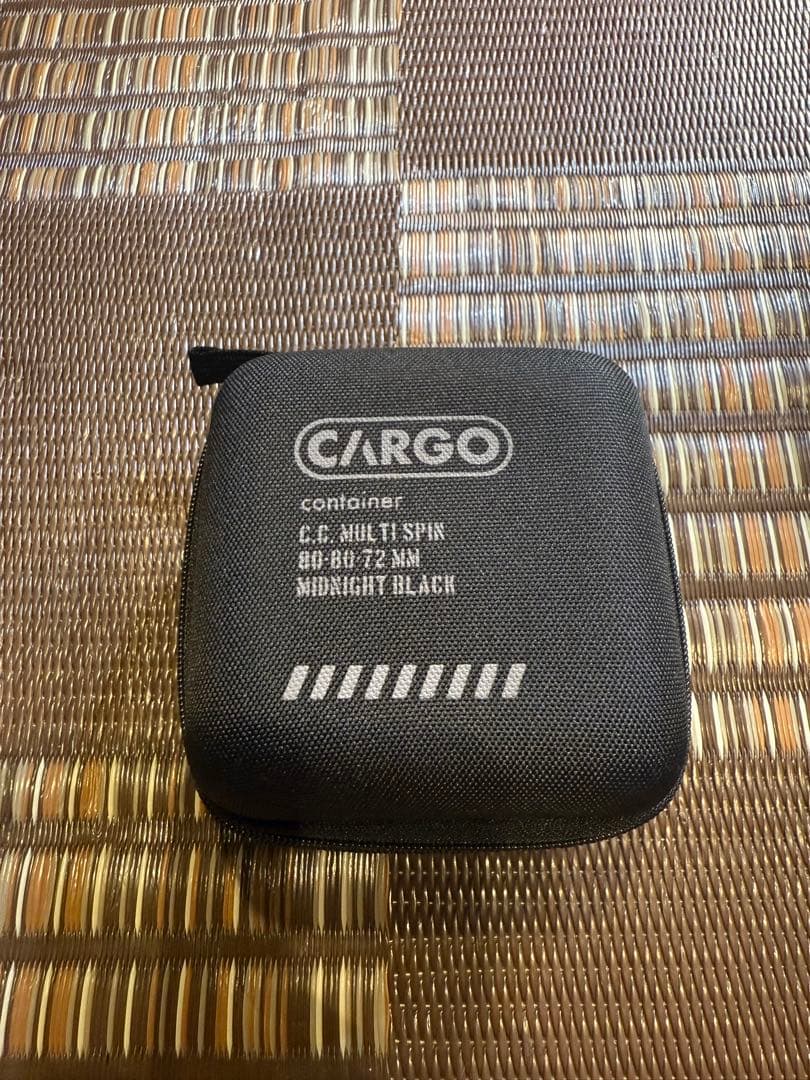 CARGO
container
C.C. MULTI SPIN
80-80-72 MM
MIDNIGHT BLACK